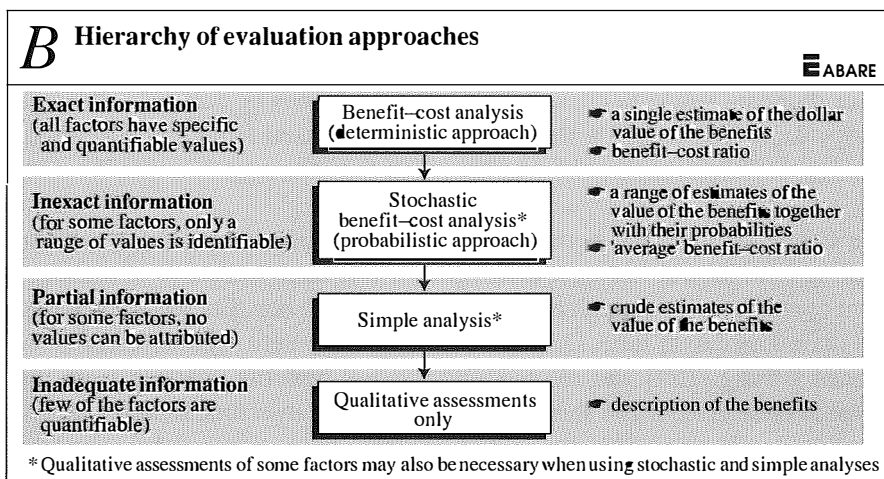 B Hierarchy of evaluation approaches
ABARE
Exact information
(all factors have specific
and quantifiable values)
Benefit–cost analysis
(deterministic approach)
☛ a single estimate of the dollar
value of the benefits
☛ benefit–cost ratio
Inexact information
(for some factors, only a
range of values is identifiable)
Stochastic
benefit–cost analysis*
(probabilistic approach)
☛ a range of estimates of the
value of the benefits together
with their probabilities
☛ 'average' benefit–cost ratio
Partial information
(for some factors, no
values can be attributed)
Simple analysis*
☛ crude estimates of the
value of the benefits
Inadequate information
(few of the factors are
quantifiable)
Qualitative assessments
only
☛ description of the benefits
* Qualitative assessments of some factors may also be necessary when using stochastic and simple analyses